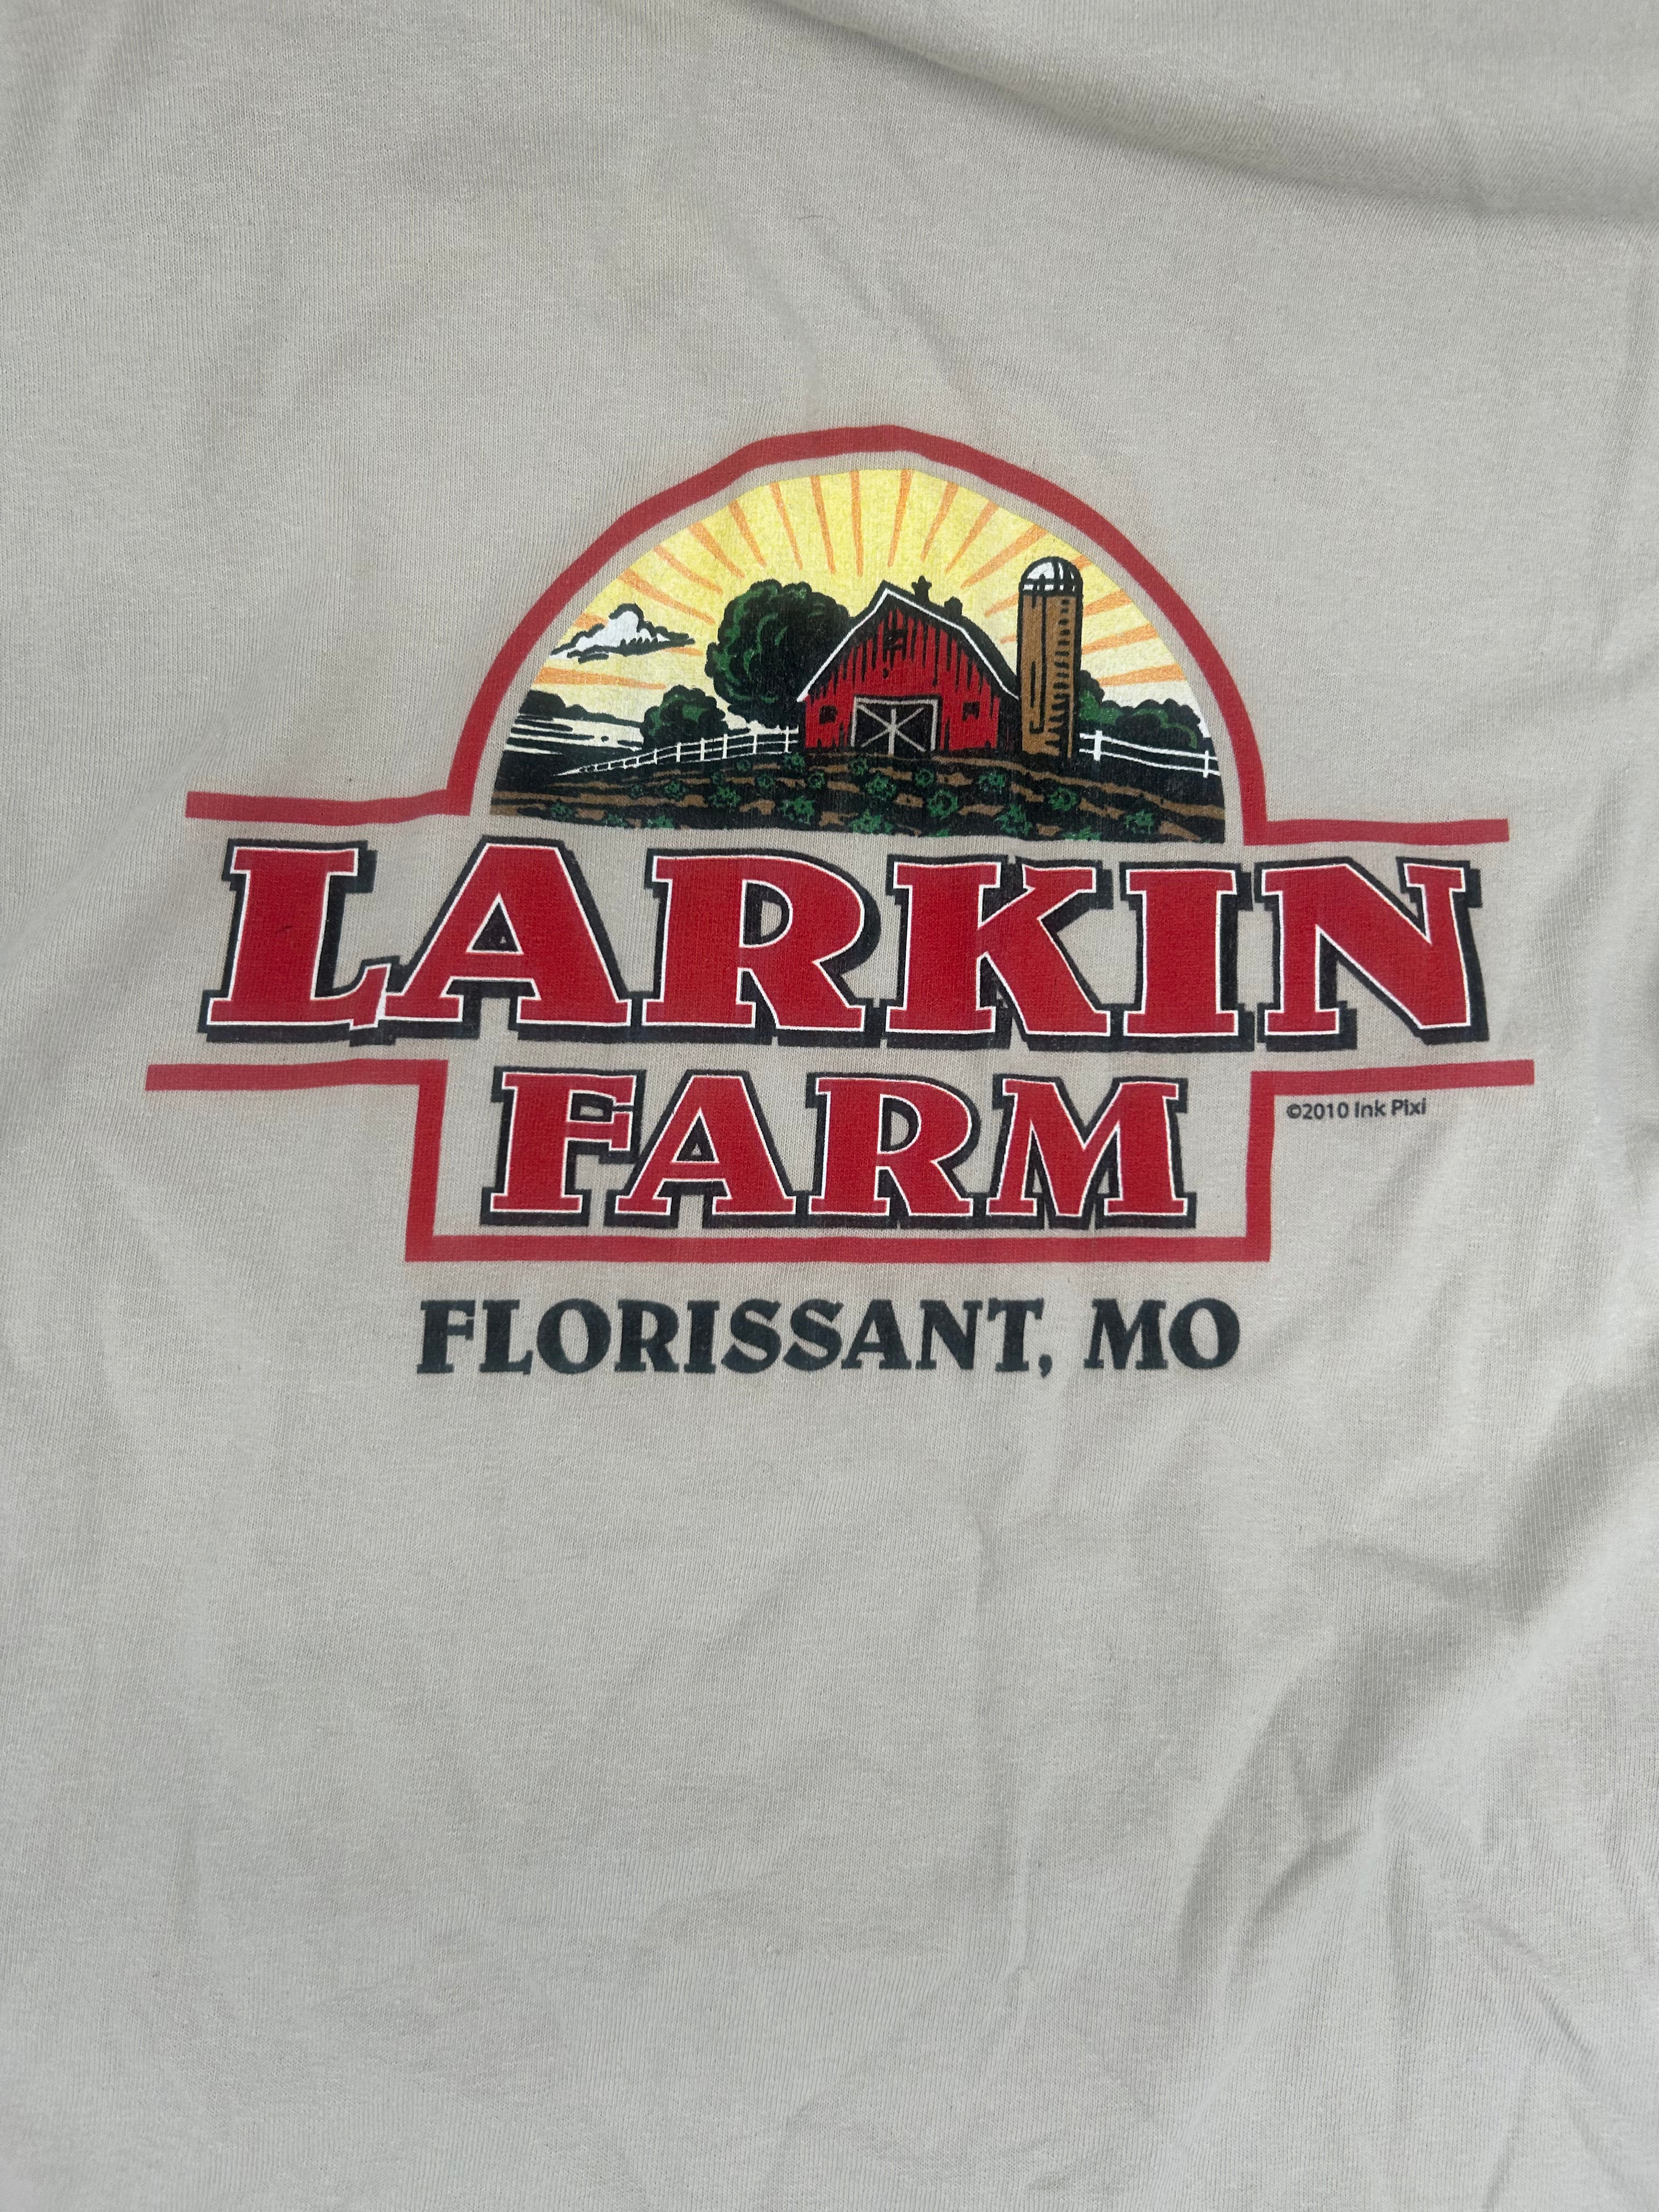 LARKIN
FARM
©2010 Ink Pixi
FLORISSANT, MO